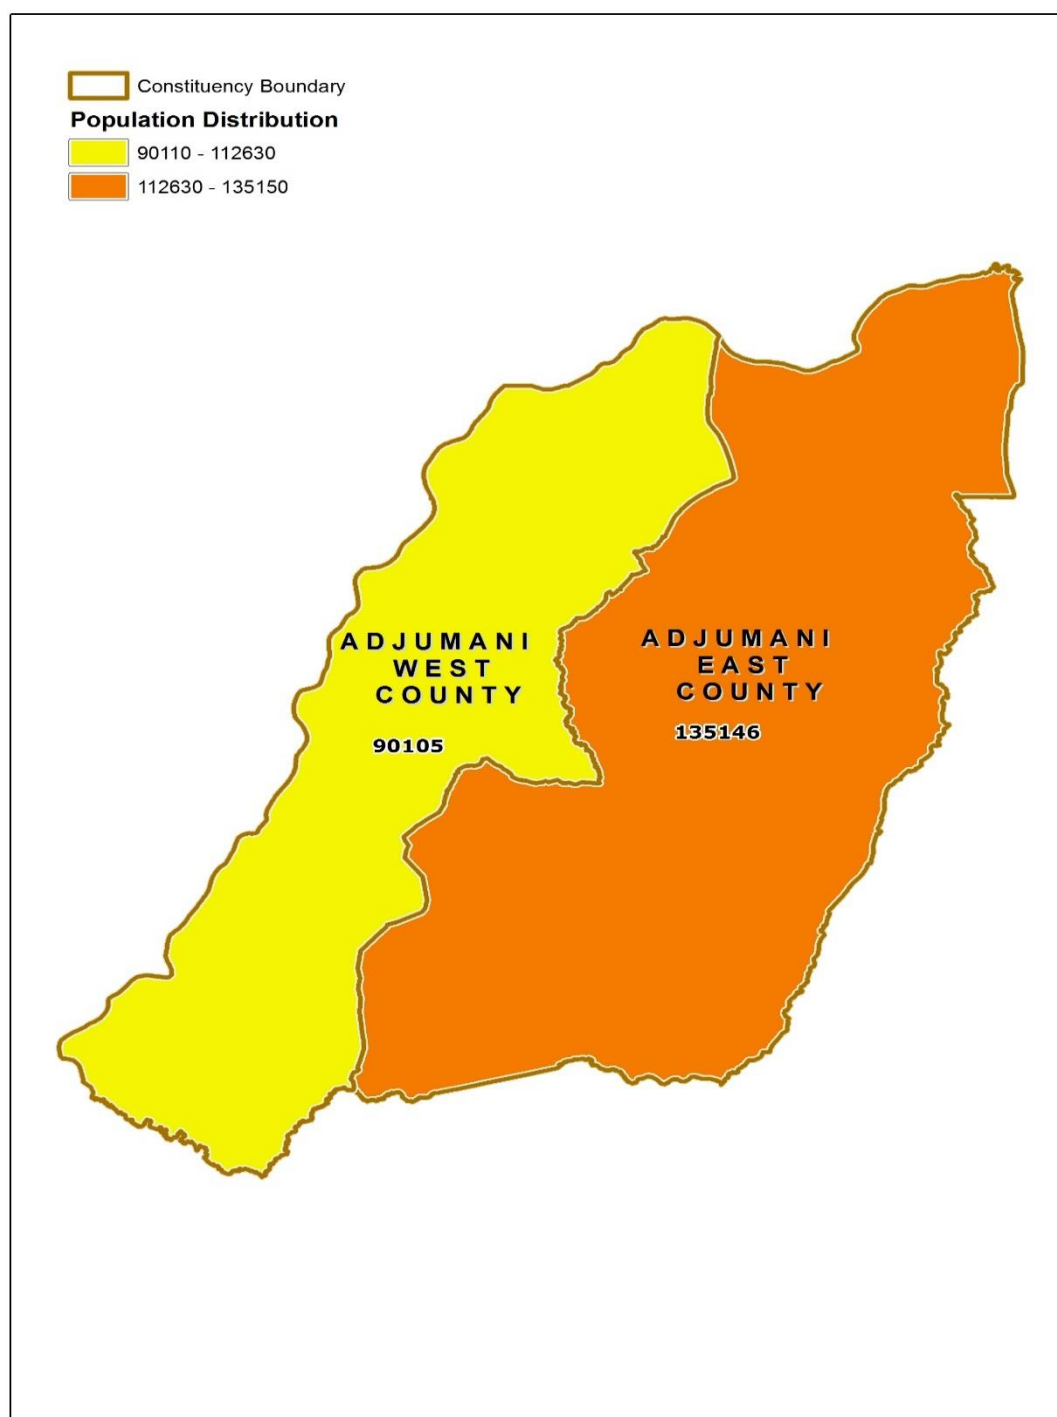 Constituency Boundary
Population Distribution
90110 - 112630
112630 - 135150
ADJUMANI
WEST
COUNTY
90105
ADJUMANI
EAST
COUNTY
135146